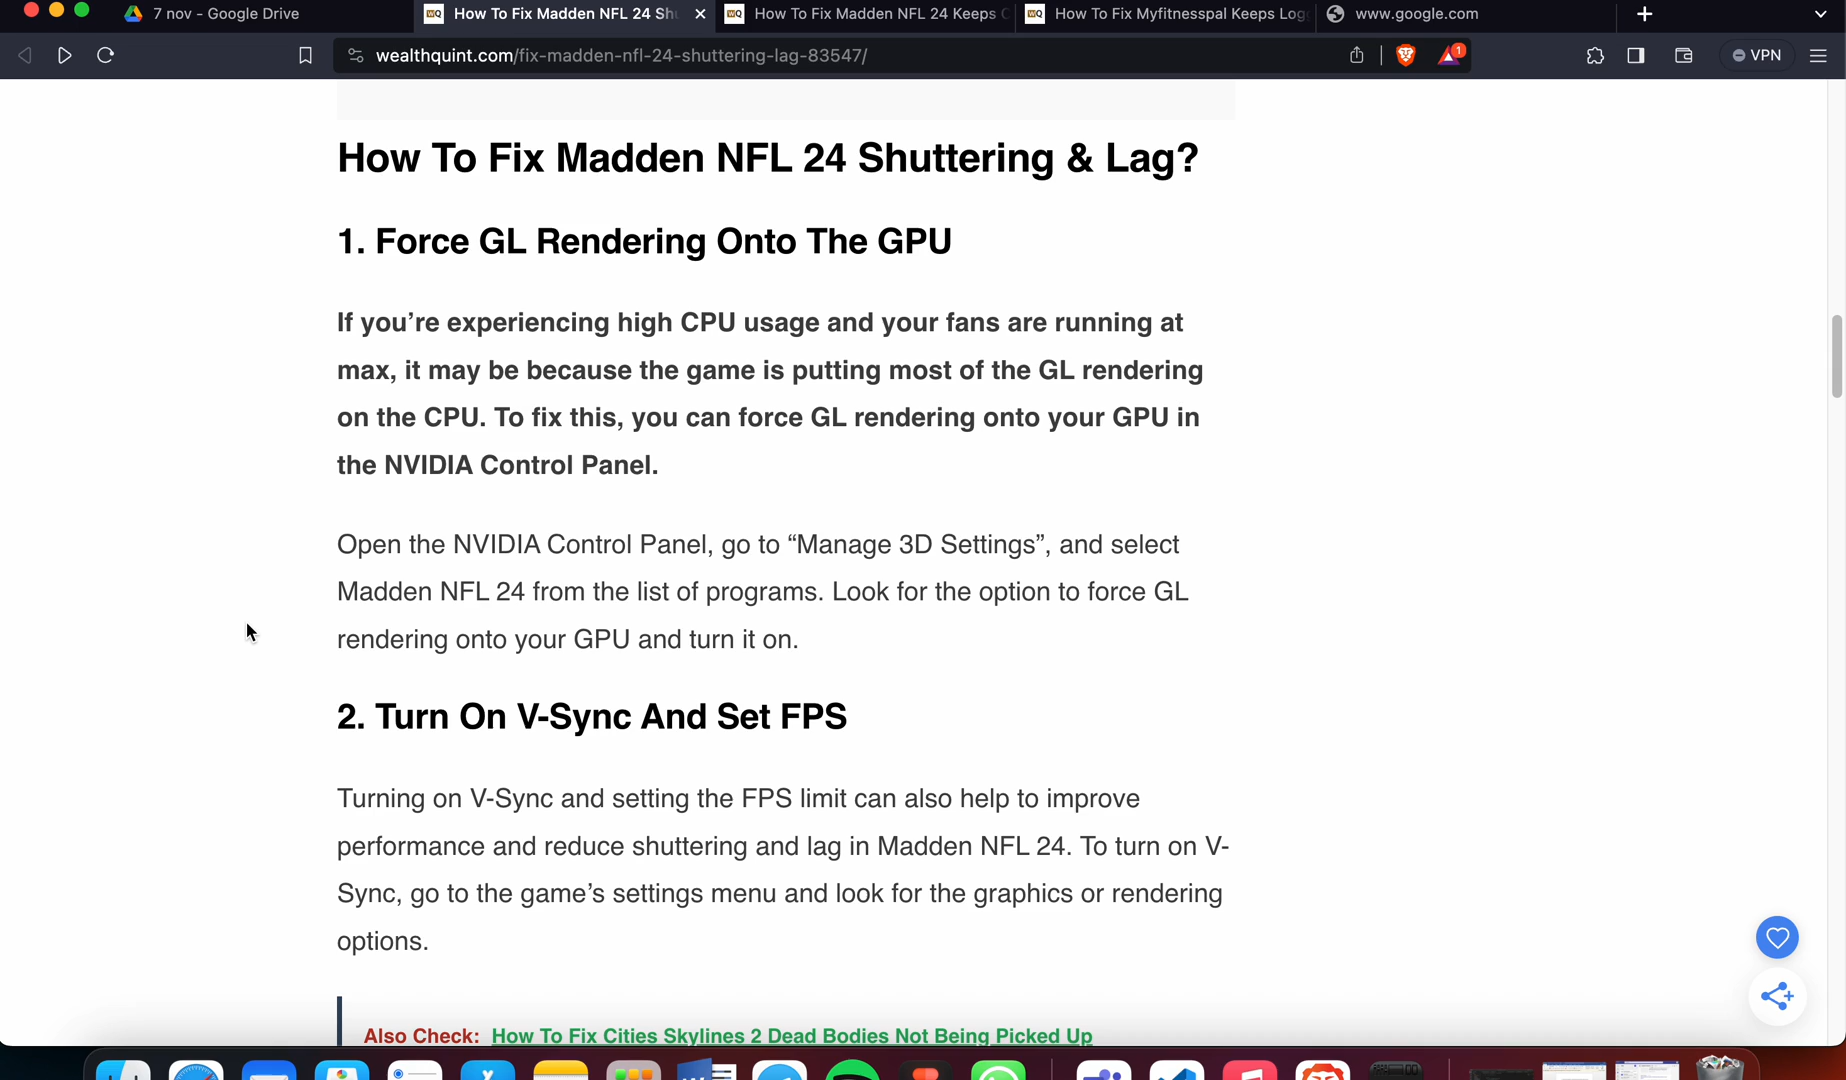 7 nov - Google Drive
How To Fix Madden NFL 24 Sh
How To Fix Madden NFL 24 Keeps
How To Fix Myfitnesspal Keeps Log
www.google.com
wealthquint.com/fix-madden-nfl-24-shuttering-lag-83547/
1
VPN
How To Fix Madden NFL 24 Shuttering & Lag?
1. Force GL Rendering Onto The GPU
If you’re experiencing high CPU usage and your fans are running at
max, it may be because the game is putting most of the GL rendering
on the CPU. To fix this, you can force GL rendering onto your GPU in
the NVIDIA Control Panel.
Open the NVIDIA Control Panel, go to “Manage 3D Settings”, and select
Madden NFL 24 from the list of programs. Look for the option to force GL
rendering onto your GPU and turn it on.
2. Turn On V-Sync And Set FPS
Turning on V-Sync and setting the FPS limit can also help to improve
performance and reduce shuttering and lag in Madden NFL 24. To turn on V-
Sync, go to the game’s settings menu and look for the graphics or rendering
options.
Also Check: How To Fix Cities Skylines 2 Dead Bodies Not Being Picked Up